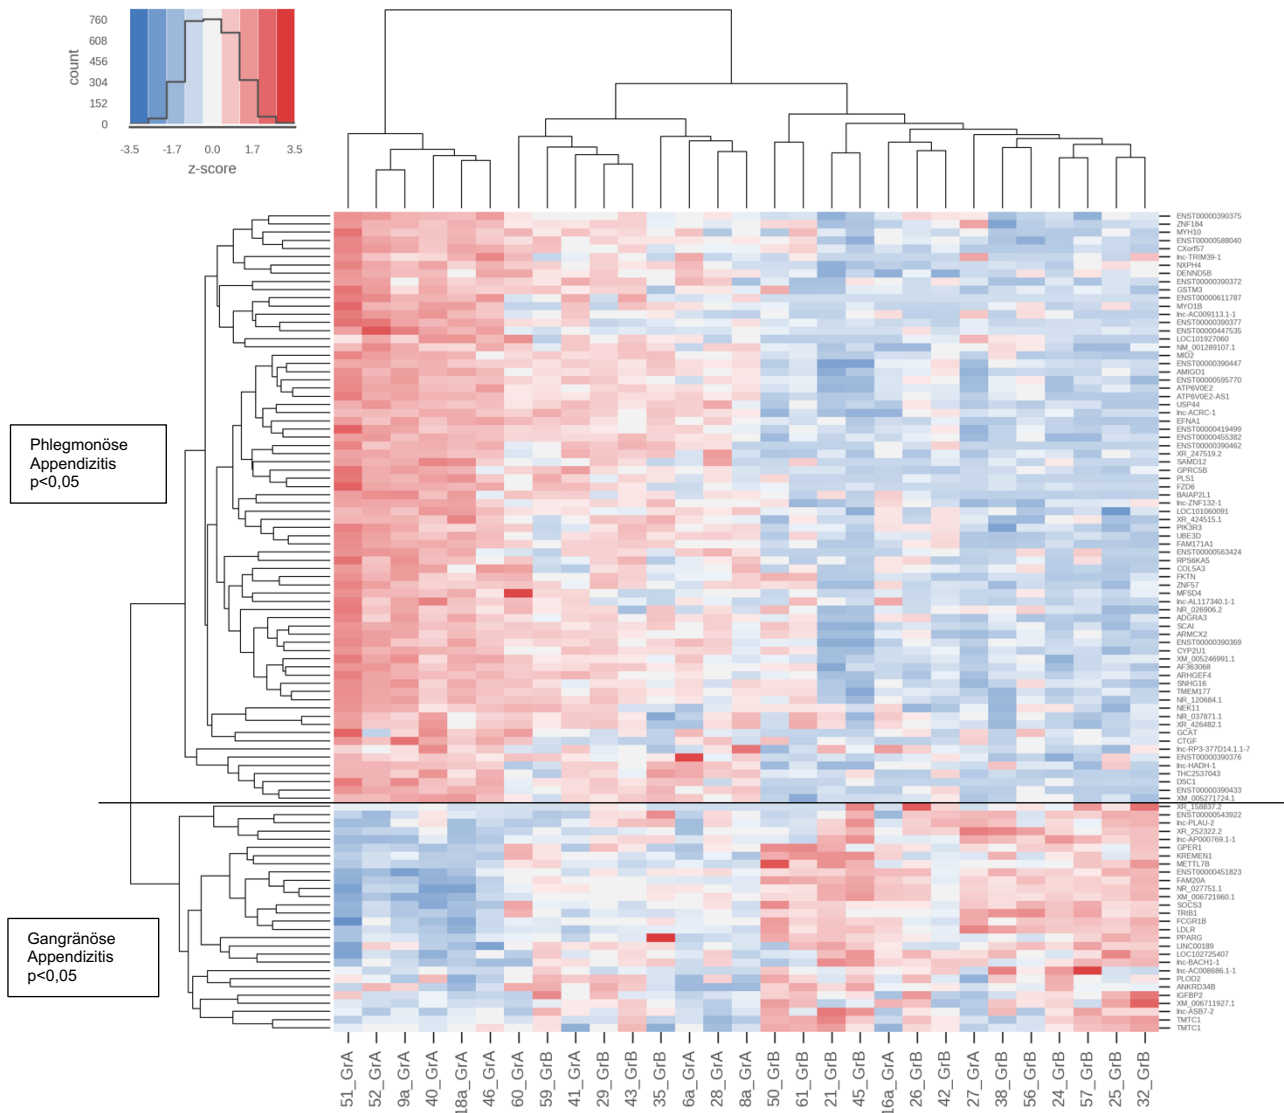 760
608
456
304
152
0
count
-3.5 -1.7 0.0 1.7 3.5
z-score
Phlegmonöse
Appendizitis
p<0,05
Gangränöse
Appendizitis
p<0,05
ENST00000390375
ZNF184
MYH10
ENST00000588040
CXorf57
lnc-TRIM39-1
NXPH4
DENND5B
ENST00000390372
GSTM3
ENST00000611787
MYO1B
lnc-AC009113.1-1
ENST00000390377
ENST00000447535
LOC101927060
NM_001289107.1
MID2
ENST00000390447
AMIGO1
ENST00000595770
ATP6V0E2
ATP6V0E2-AS1
USP44
lnc-ACRC-1
EFNA1
ENST00000419499
ENST00000455382
ENST00000390462
XR_247519.2
SAMD12
GPRC5B
PLS1
FZD6
BAIAP2L1
lnc-ZNF132-1
LOC101060091
XR_424515.1
PIK3R3
UBE3D
FAM171A1
ENST00000563424
RPS6KA5
COL5A3
FKTN
ZNF57
MFSD4
lnc-AL117340.1-1
NR_026906.2
ADGRA3
SCAI
ARMCX2
ENST00000390369
CYP2U1
XM_005246991.1
AF363068
ARHGEF4
SNHG16
TMEM177
NR_120684.1
NEK11
NR_037871.1
XR_426482.1
GCAT
CTGF
lnc-RP3-377D14.1.1-7
ENST00000390376
lnc-HADH-1
THC2537043
DSC1
ENST00000390433
XM_005271724.1
XR_158837.2
ENST00000543922
lnc-PLAU-2
XR_252322.2
lnc-AP000769.1-1
GPER1
KREMEN1
METTL7B
ENST00000451823
FAM20A
NR_027751.1
XM_006721960.1
SOCS3
TRIB1
FCGR1B
LDLR
PPARG
LINC00189
LOC102725407
lnc-BACH1-1
lnc-AC008686.1-1
PLOD2
ANKRD34B
IGFBP2
XM_006711927.1
lnc-ASB7-2
TMTC1
TMTC1
51_GrA
52_GrA
9a_GrA
40_GrA
18a_GrA
46_GrA
60_GrA
59_GrB
41_GrA
29_GrB
43_GrB
35_GrB
6a_GrA
28_GrA
8a_GrA
50_GrB
61_GrB
21_GrB
45_GrB
16a_GrA
26_GrB
42_GrB
27_GrA
38_GrB
56_GrB
24_GrB
57_GrB
25_GrB
32_GrB